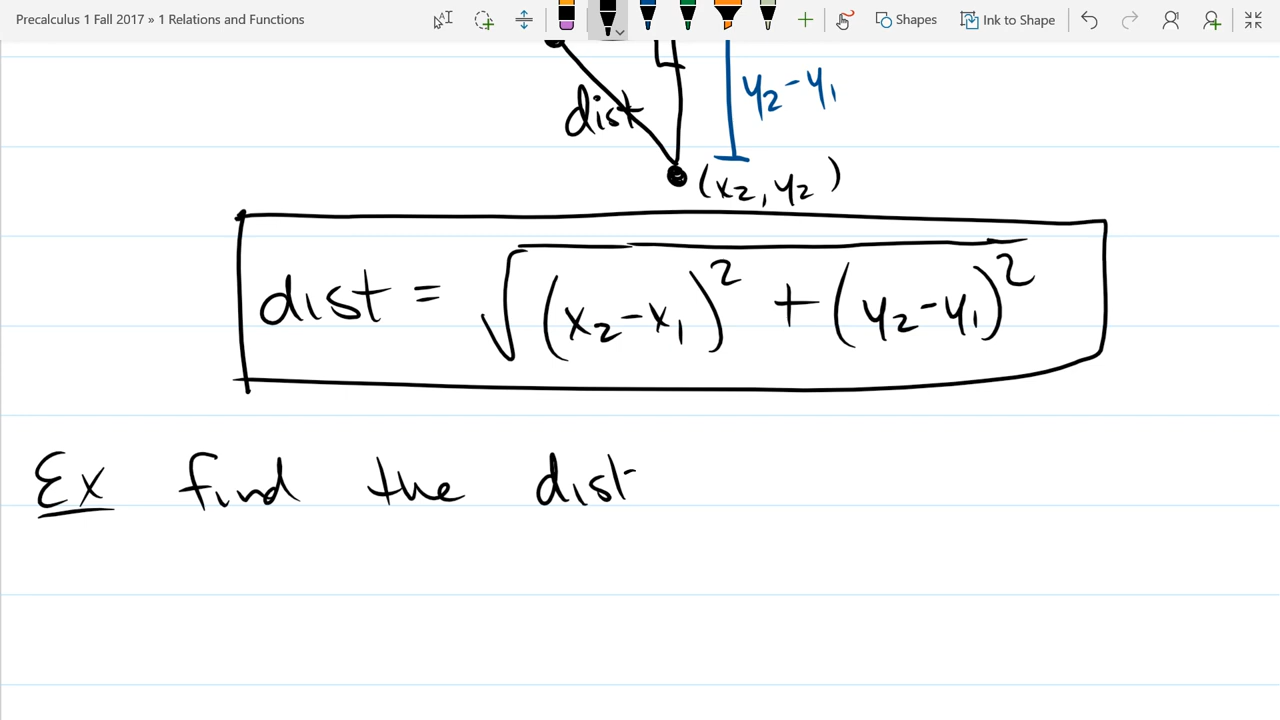 Precalculus 1 Fall 2017 » 1 Relations and Functions
Shapes
Ink to Shape
y₂-y₁
dist
(x₂, y₂)
dist = √(x₂-x₁)² + (y₂-y₁)²
Ex find the dist